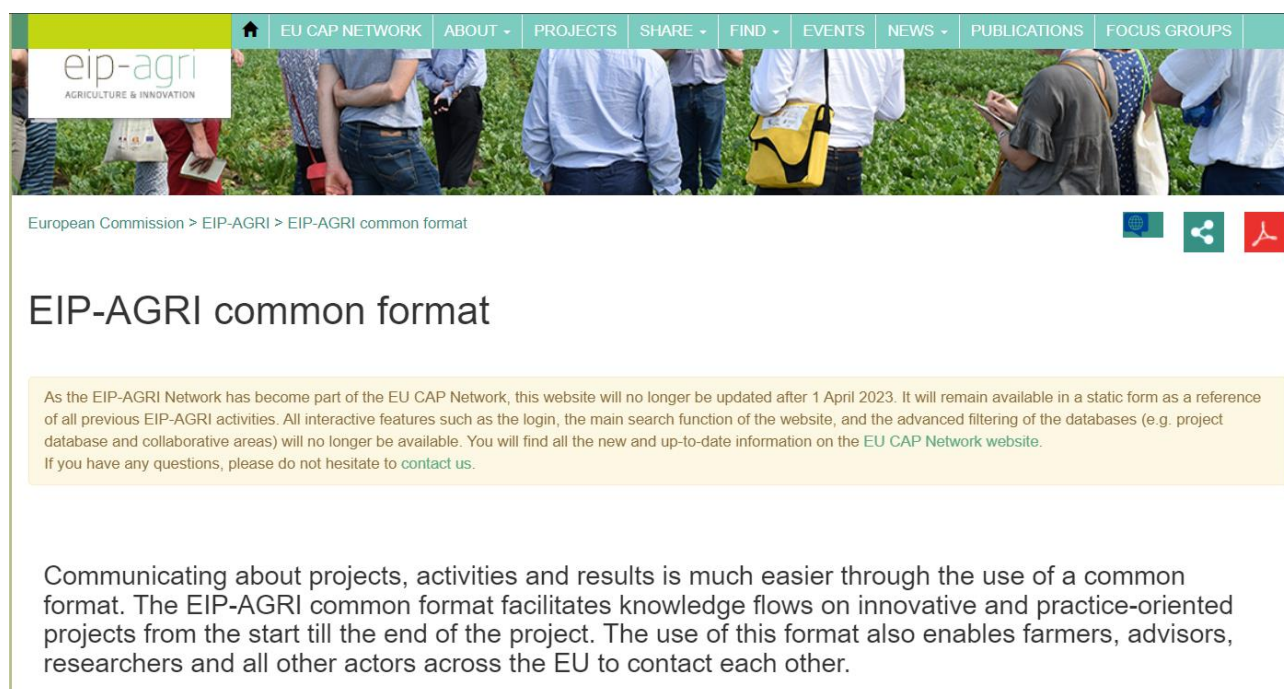 EU CAP NETWORK ABOUT PROJECTS SHARE FIND EVENTS NEWS PUBLICATIONS FOCUS GROUPS
eip-agri
AGRICULTURE & INNOVATION
European Commission > EIP-AGRI > EIP-AGRI common format
EIP-AGRI common format
As the EIP-AGRI Network has become part of the EU CAP Network, this website will no longer be updated after 1 April 2023. It will remain available in a static form as a reference
of all previous EIP-AGRI activities. All interactive features such as the login, the main search function of the website, and the advanced filtering of the databases (e.g. project
database and collaborative areas) will no longer be available. You will find all the new and up-to-date information on the EU CAP Network website.
If you have any questions, please do not hesitate to contact us.
Communicating about projects, activities and results is much easier through the use of a common
format. The EIP-AGRI common format facilitates knowledge flows on innovative and practice-oriented
projects from the start till the end of the project. The use of this format also enables farmers, advisors,
researchers and all other actors across the EU to contact each other.